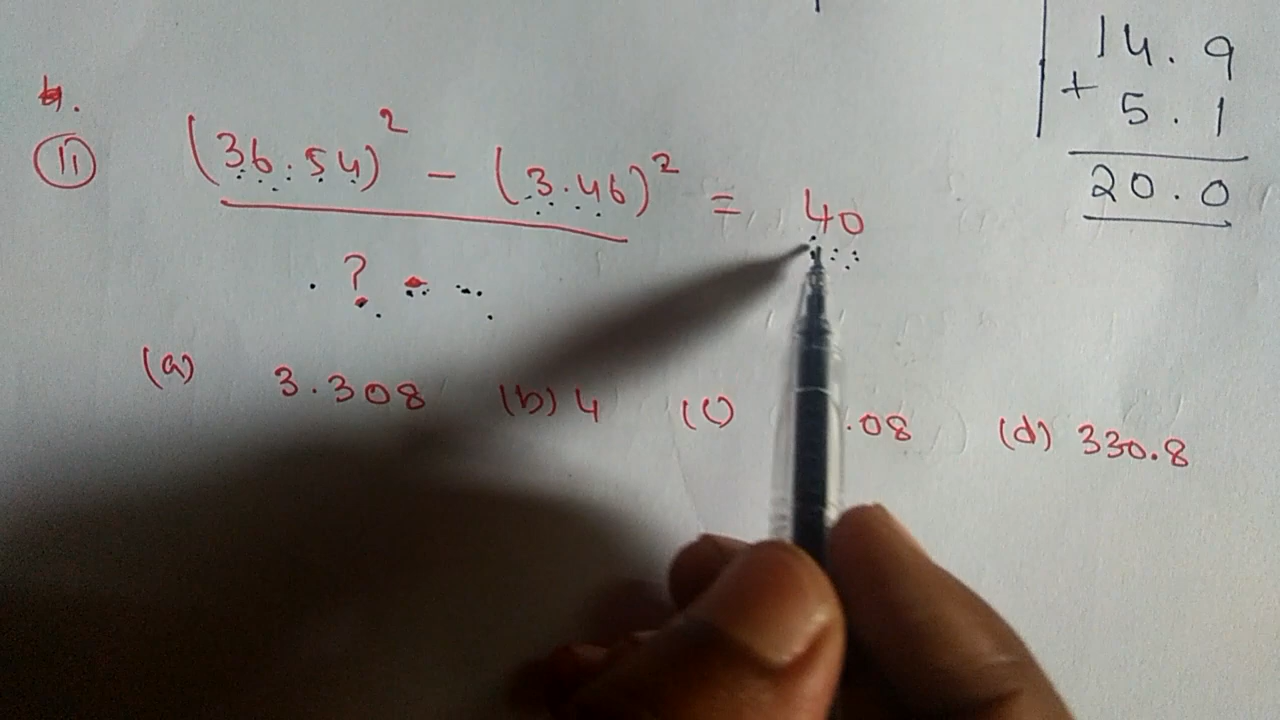 14.9
+ 5.1
20.0
4.
11 (36.54)² - (3.46)² = 40
?
(a) 3.308 (b) 4 (c) .08 (d) 330.8